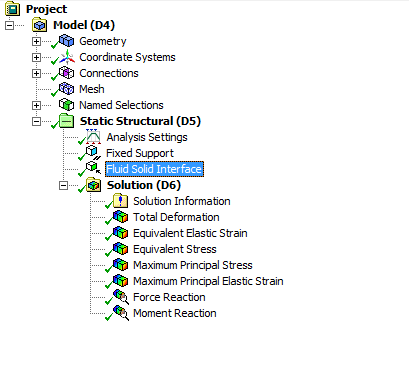 Project
Model (D4)
Geometry
Coordinate Systems
Connections
Mesh
Named Selections
Static Structural (D5)
Analysis Settings
Fixed Support
Fluid Solid Interface
Solution (D6)
Solution Information
Total Deformation
Equivalent Elastic Strain
Equivalent Stress
Maximum Principal Stress
Maximum Principal Elastic Strain
Force Reaction
Moment Reaction